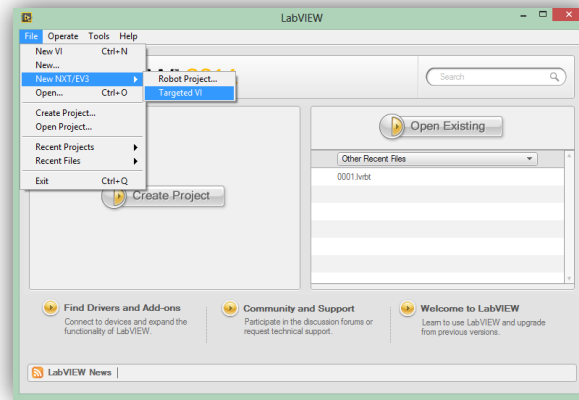 LabVIEW
File Operate Tools Help
New VI Ctrl+N
New...
New NXT/EV3
Robot Project...
Open... Ctrl+O
Targeted VI
Search
Create Project...
Open Project...
Recent Projects
Recent Files
Exit Ctrl+Q
Create Project
Open Existing
Other Recent Files
0001.lvrbt
Find Drivers and Add-ons
Connect to devices and expand the
functionality of LabVIEW.
Community and Support
Participate in the discussion forums or
request technical support.
Welcome to LabVIEW
Learn to use LabVIEW and upgrade
from previous versions.
LabVIEW News